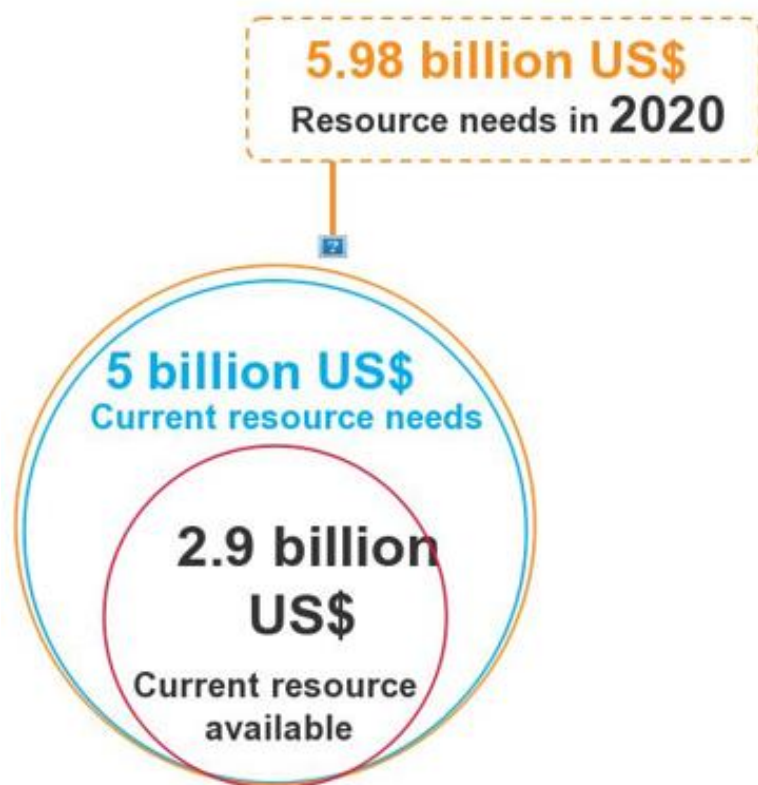 5.98 billion US$
Resource needs in 2020
5 billion US$
Current resource needs
2.9 billion
US$
Current resource
available